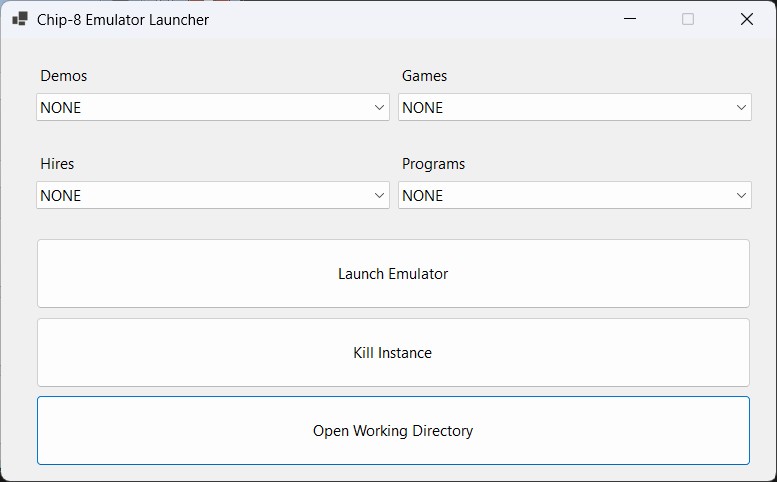 Chip-8 Emulator Launcher
Demos
Games
NONE
NONE
Hires
Programs
NONE
NONE
Launch Emulator
Kill Instance
Open Working Directory